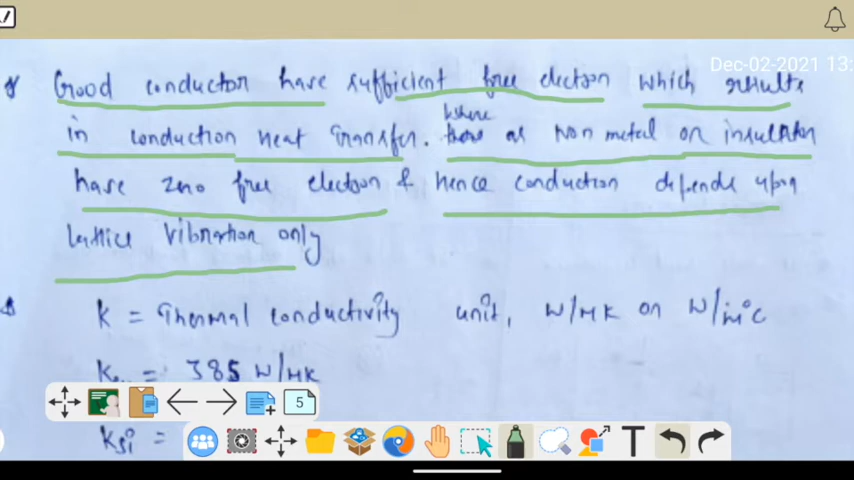 Dec-02-2021 13:
Good conductor have sufficient free electron which results
in conduction heat transfer. where as Non metal or insulator
have zero free electron & hence conduction depends upon
lattice vibration only
K = Thermal conductivity unit, W/MK or W/m°C
= 385 W/MK
5
Ksi =
T